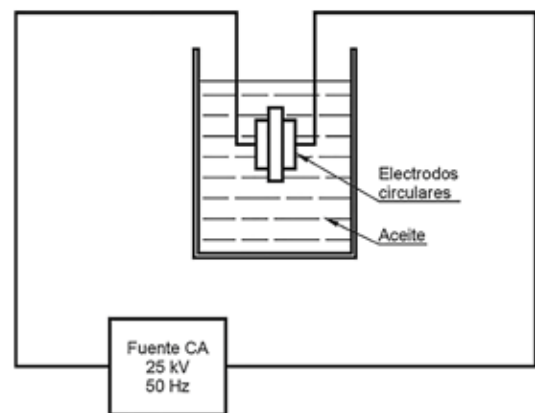 Electrodos
circulares
Aceite
Fuente CA
25 kV
50 Hz